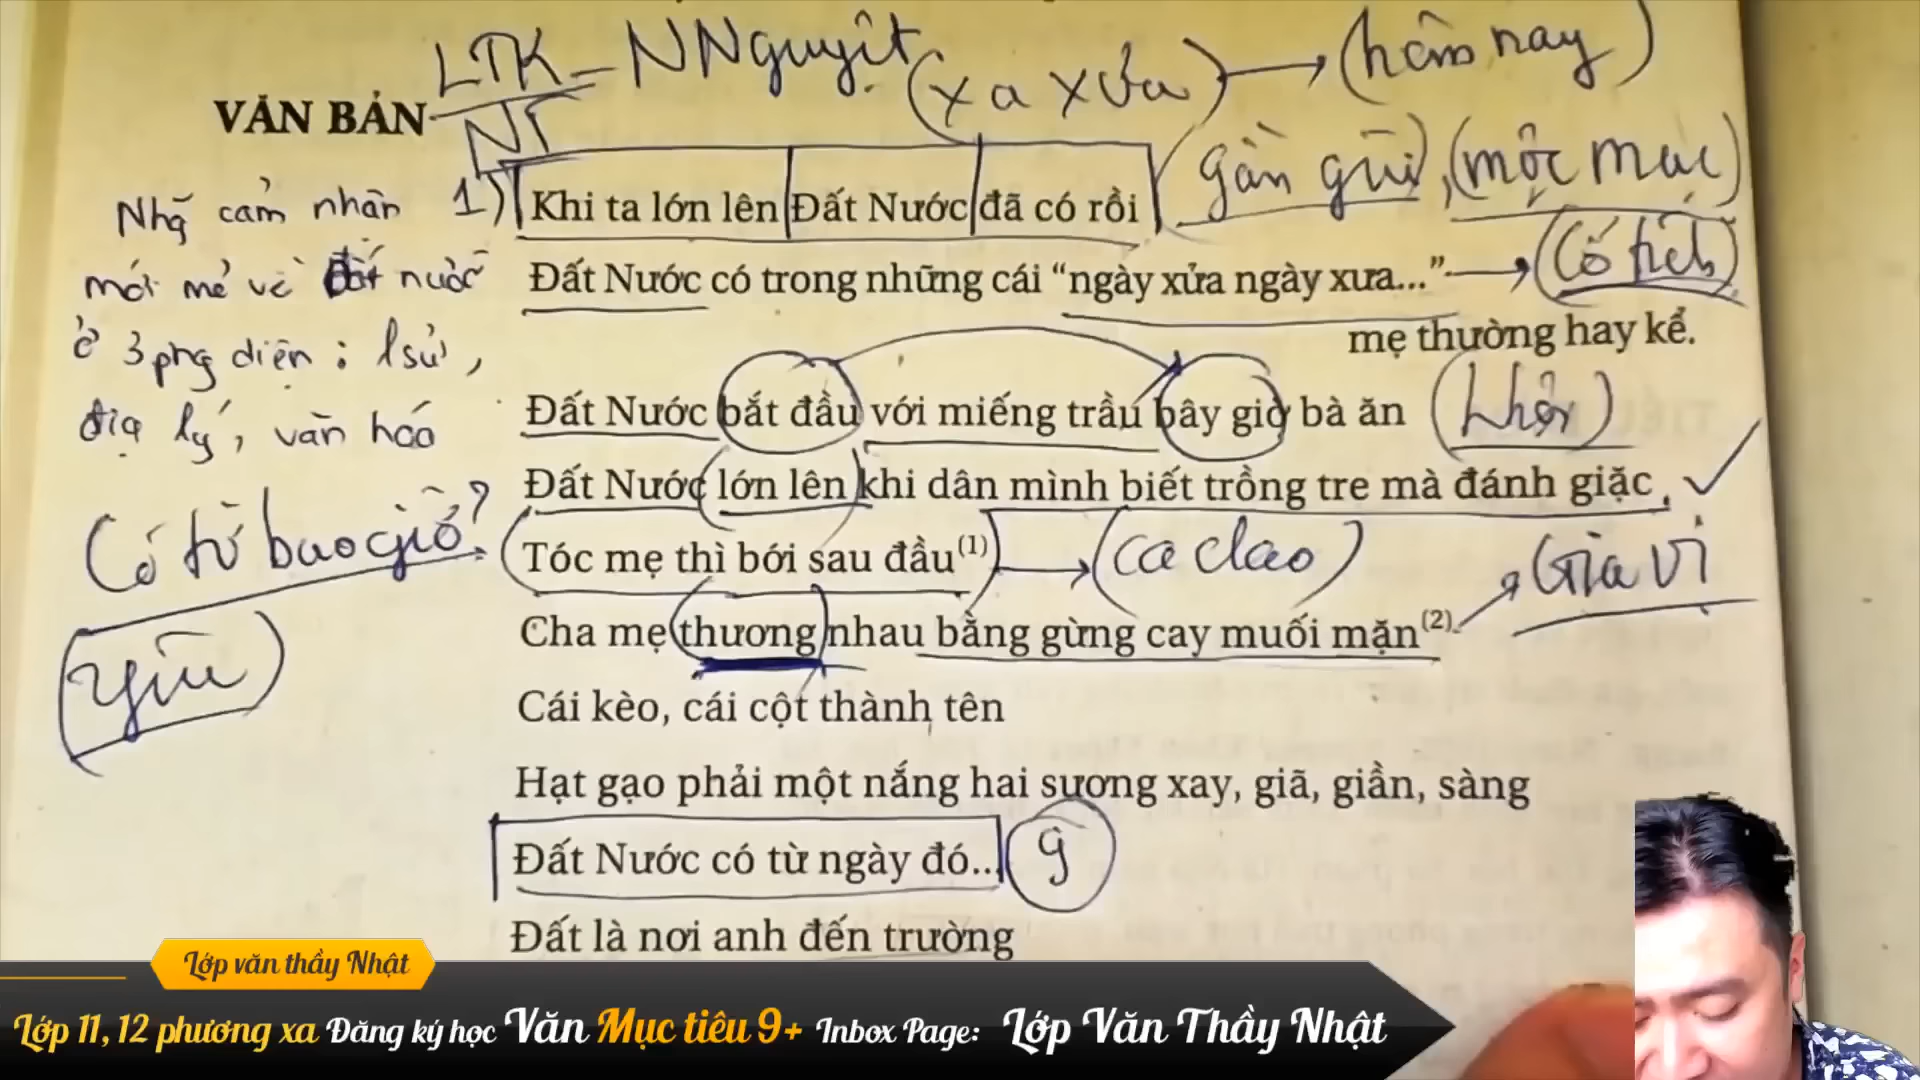 LTK - NNguyệt (xa xưa) → (hôm nay)
VĂN BẢN
NT
gần gũi, (mộc mạc)
1) Khi ta lớn lên Đất Nước đã có rồi
Nhg cảm nhận
mới mẻ về Đất nước
ở 3 phg diện : lsử,
địa lý, văn hoá
Đất Nước có trong những cái “ngày xửa ngày xưa...” → (Cổ tích)
mẹ thường hay kể.
Đất Nước bắt đầu với miếng trầu bây giờ bà ăn
Đất Nước lớn lên khi dân mình biết trồng tre mà đánh giặc
Có từ bao giờ?
Tóc mẹ thì bới sau đầu(1) → (ca dao)
Gia vị
Cha mẹ thương nhau bằng gừng cay muối mặn(2)
yêu
Cái kèo, cái cột thành tên
Hạt gạo phải một nắng hai sương xay, giã, giần, sàng
Đất Nước có từ ngày đó... 9
Đất là nơi anh đến trường
Lớp văn thầy Nhật
Lớp 11, 12 phương xa Đăng ký học Văn Mục tiêu 9+ Inbox Page: Lớp Văn Thầy Nhật